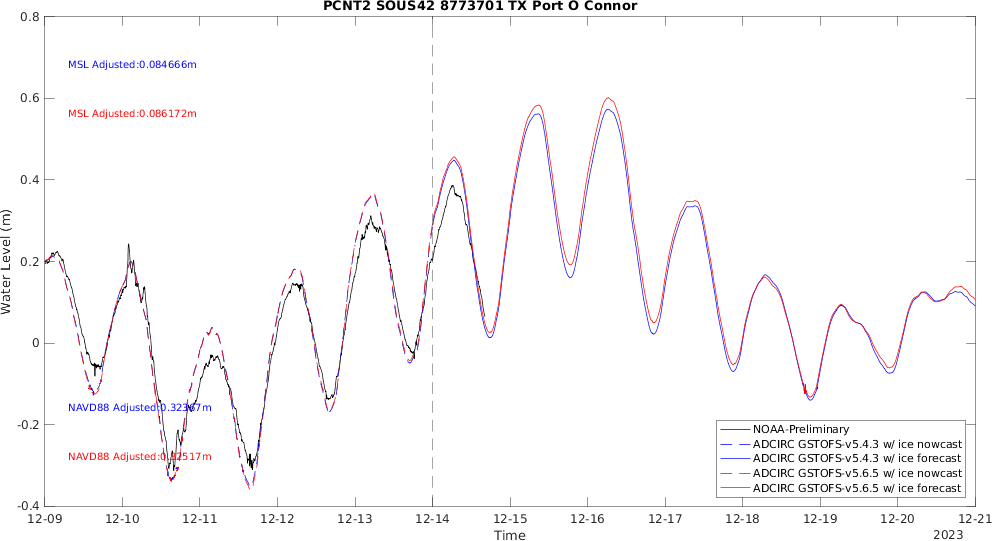 PCNT2 SOUS42 8773701 TX Port O Connor
0.8
0.6
0.4
0.2
0
-0.2
-0.4
Water Level (m)
MSL Adjusted:0.084666m
MSL Adjusted:0.086172m
NAVD88 Adjusted:0.32367m
NAVD88 Adjusted:
NOAA-Preliminary
ADCIRC GSTOFS-v5.4.3 w/ ice nowcast
ADCIRC GSTOFS-v5.4.3 w/ ice forecast
ADCIRC GSTOFS-v5.6.5 w/ ice nowcast
ADCIRC GSTOFS-v5.6.5 w/ ice forecast
12-09 12-10 12-11 12-12 12-13 12-14 12-15 12-16 12-17 12-18 12-19 12-20 12-21
Time
2023